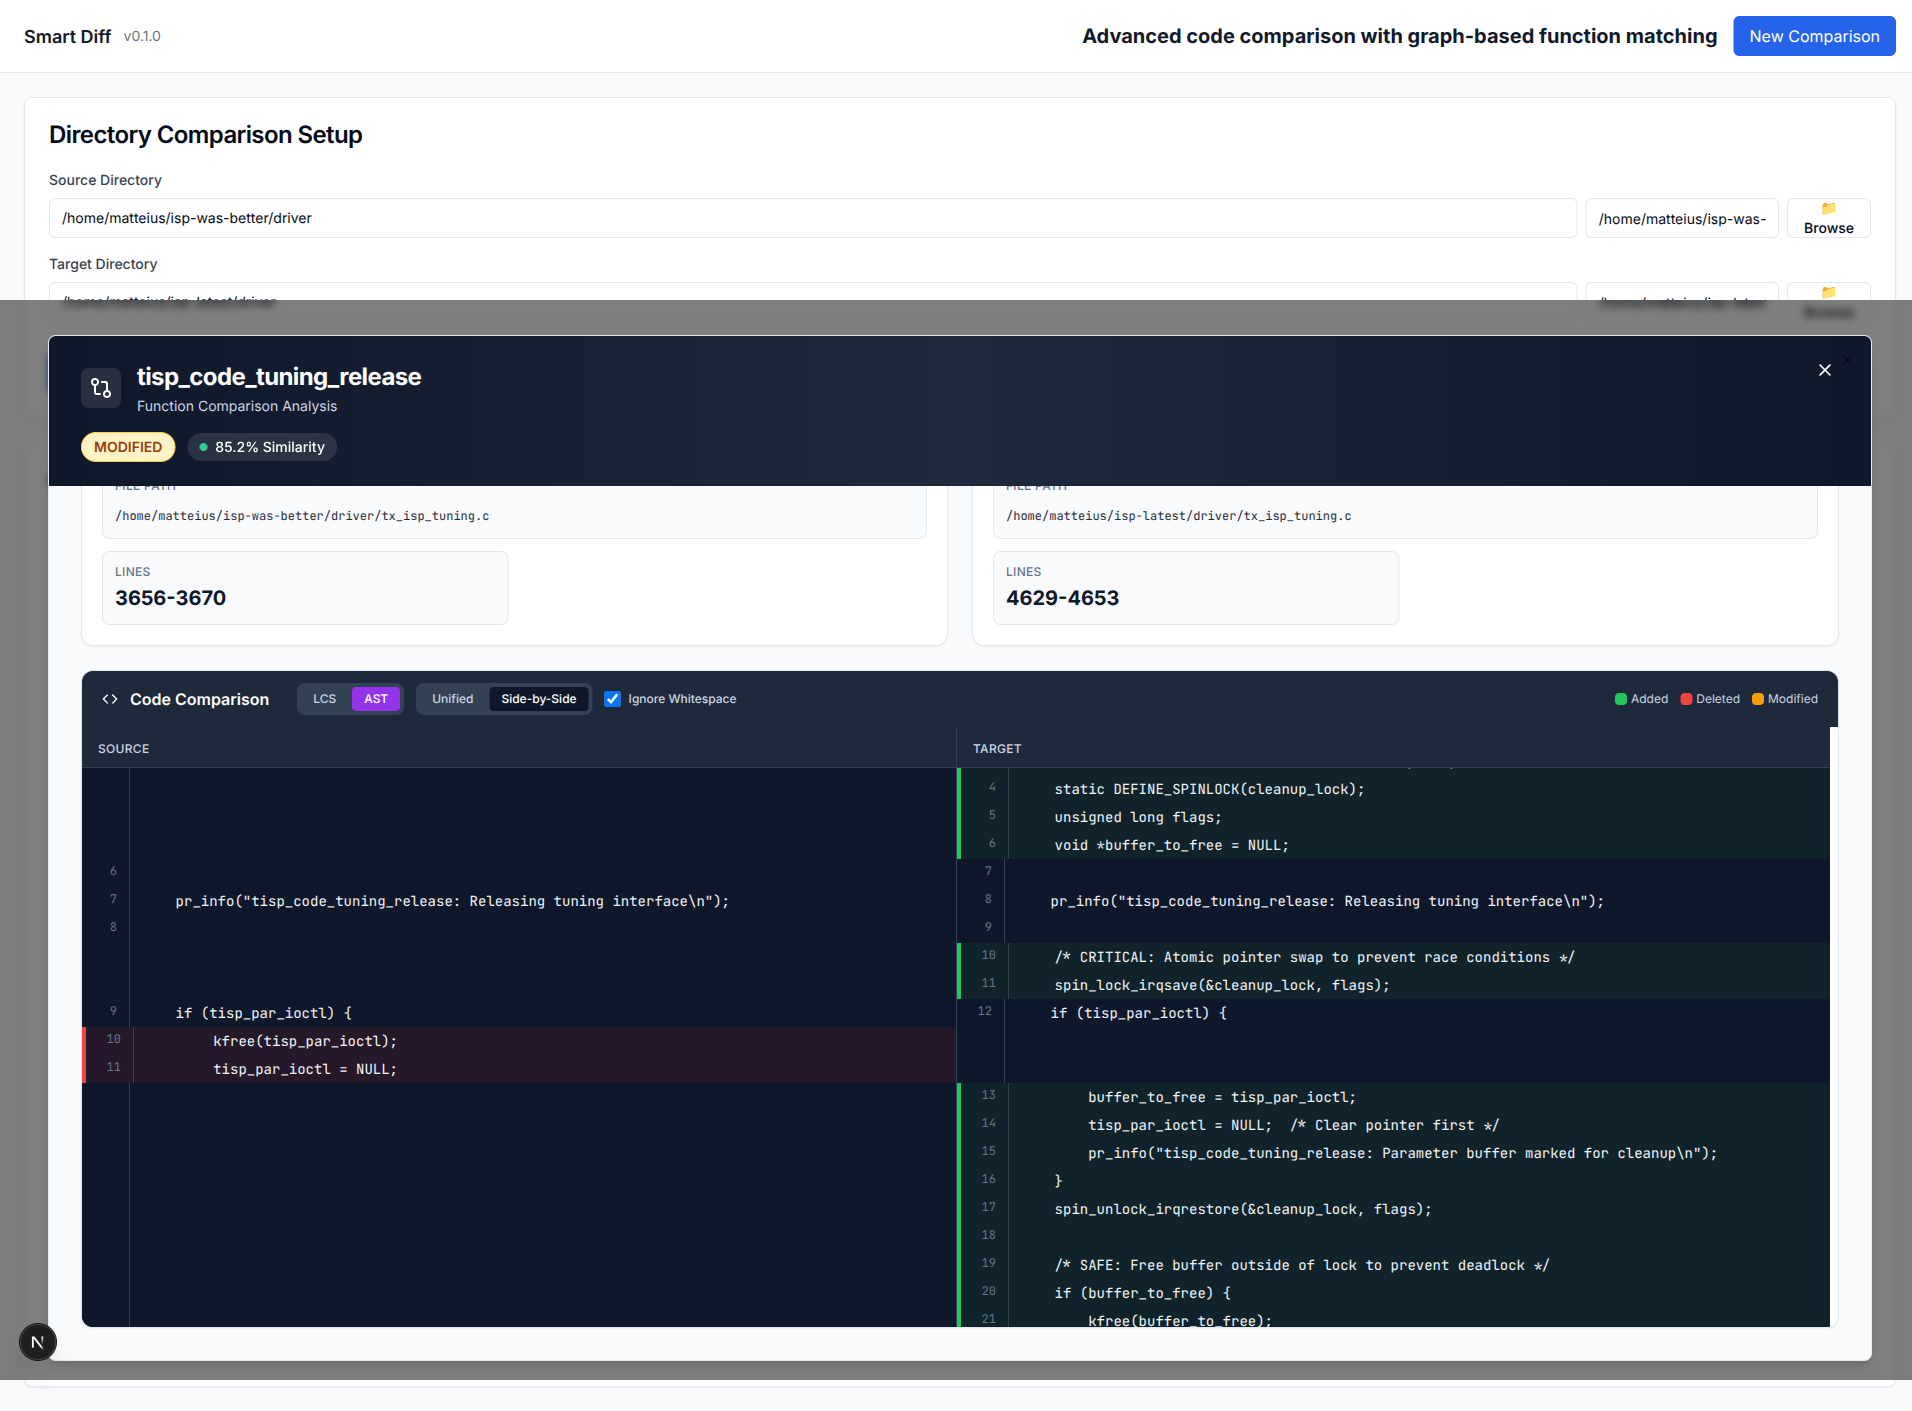 Smart Diff v0.1.0
Advanced code comparison with graph-based function matching
New Comparison
Directory Comparison Setup
Source Directory
/home/matteius/isp-was-better/driver
/home/matteius/isp-was-
Browse
Target Directory
/home/matteius/isp-latest/driver
Browse
tisp_code_tuning_release
Function Comparison Analysis
MODIFIED
85.2% Similarity
FILE PATH
/home/matteius/isp-was-better/driver/tx_isp_tuning.c
LINES
3656-3670
FILE PATH
/home/matteius/isp-latest/driver/tx_isp_tuning.c
LINES
4629-4653
Code Comparison
LCS
AST
Unified
Side-by-Side
Ignore Whitespace
Added
Deleted
Modified
SOURCE
6
7 pr_info("tisp_code_tuning_release: Releasing tuning interface\n");
8
9 if (tisp_par_ioctl) {
10 kfree(tisp_par_ioctl);
11 tisp_par_ioctl = NULL;
TARGET
4 static DEFINE_SPINLOCK(cleanup_lock);
5 unsigned long flags;
6 void *buffer_to_free = NULL;
7
8 pr_info("tisp_code_tuning_release: Releasing tuning interface\n");
9
10 /* CRITICAL: Atomic pointer swap to prevent race conditions */
11 spin_lock_irqsave(&cleanup_lock, flags);
12 if (tisp_par_ioctl) {
13 buffer_to_free = tisp_par_ioctl;
14 tisp_par_ioctl = NULL;  /* Clear pointer first */
15 pr_info("tisp_code_tuning_release: Parameter buffer marked for cleanup\n");
16 }
17 spin_unlock_irqrestore(&cleanup_lock, flags);
18
19 /* SAFE: Free buffer outside of lock to prevent deadlock */
20 if (buffer_to_free) {
21 kfree(buffer_to_free);
N